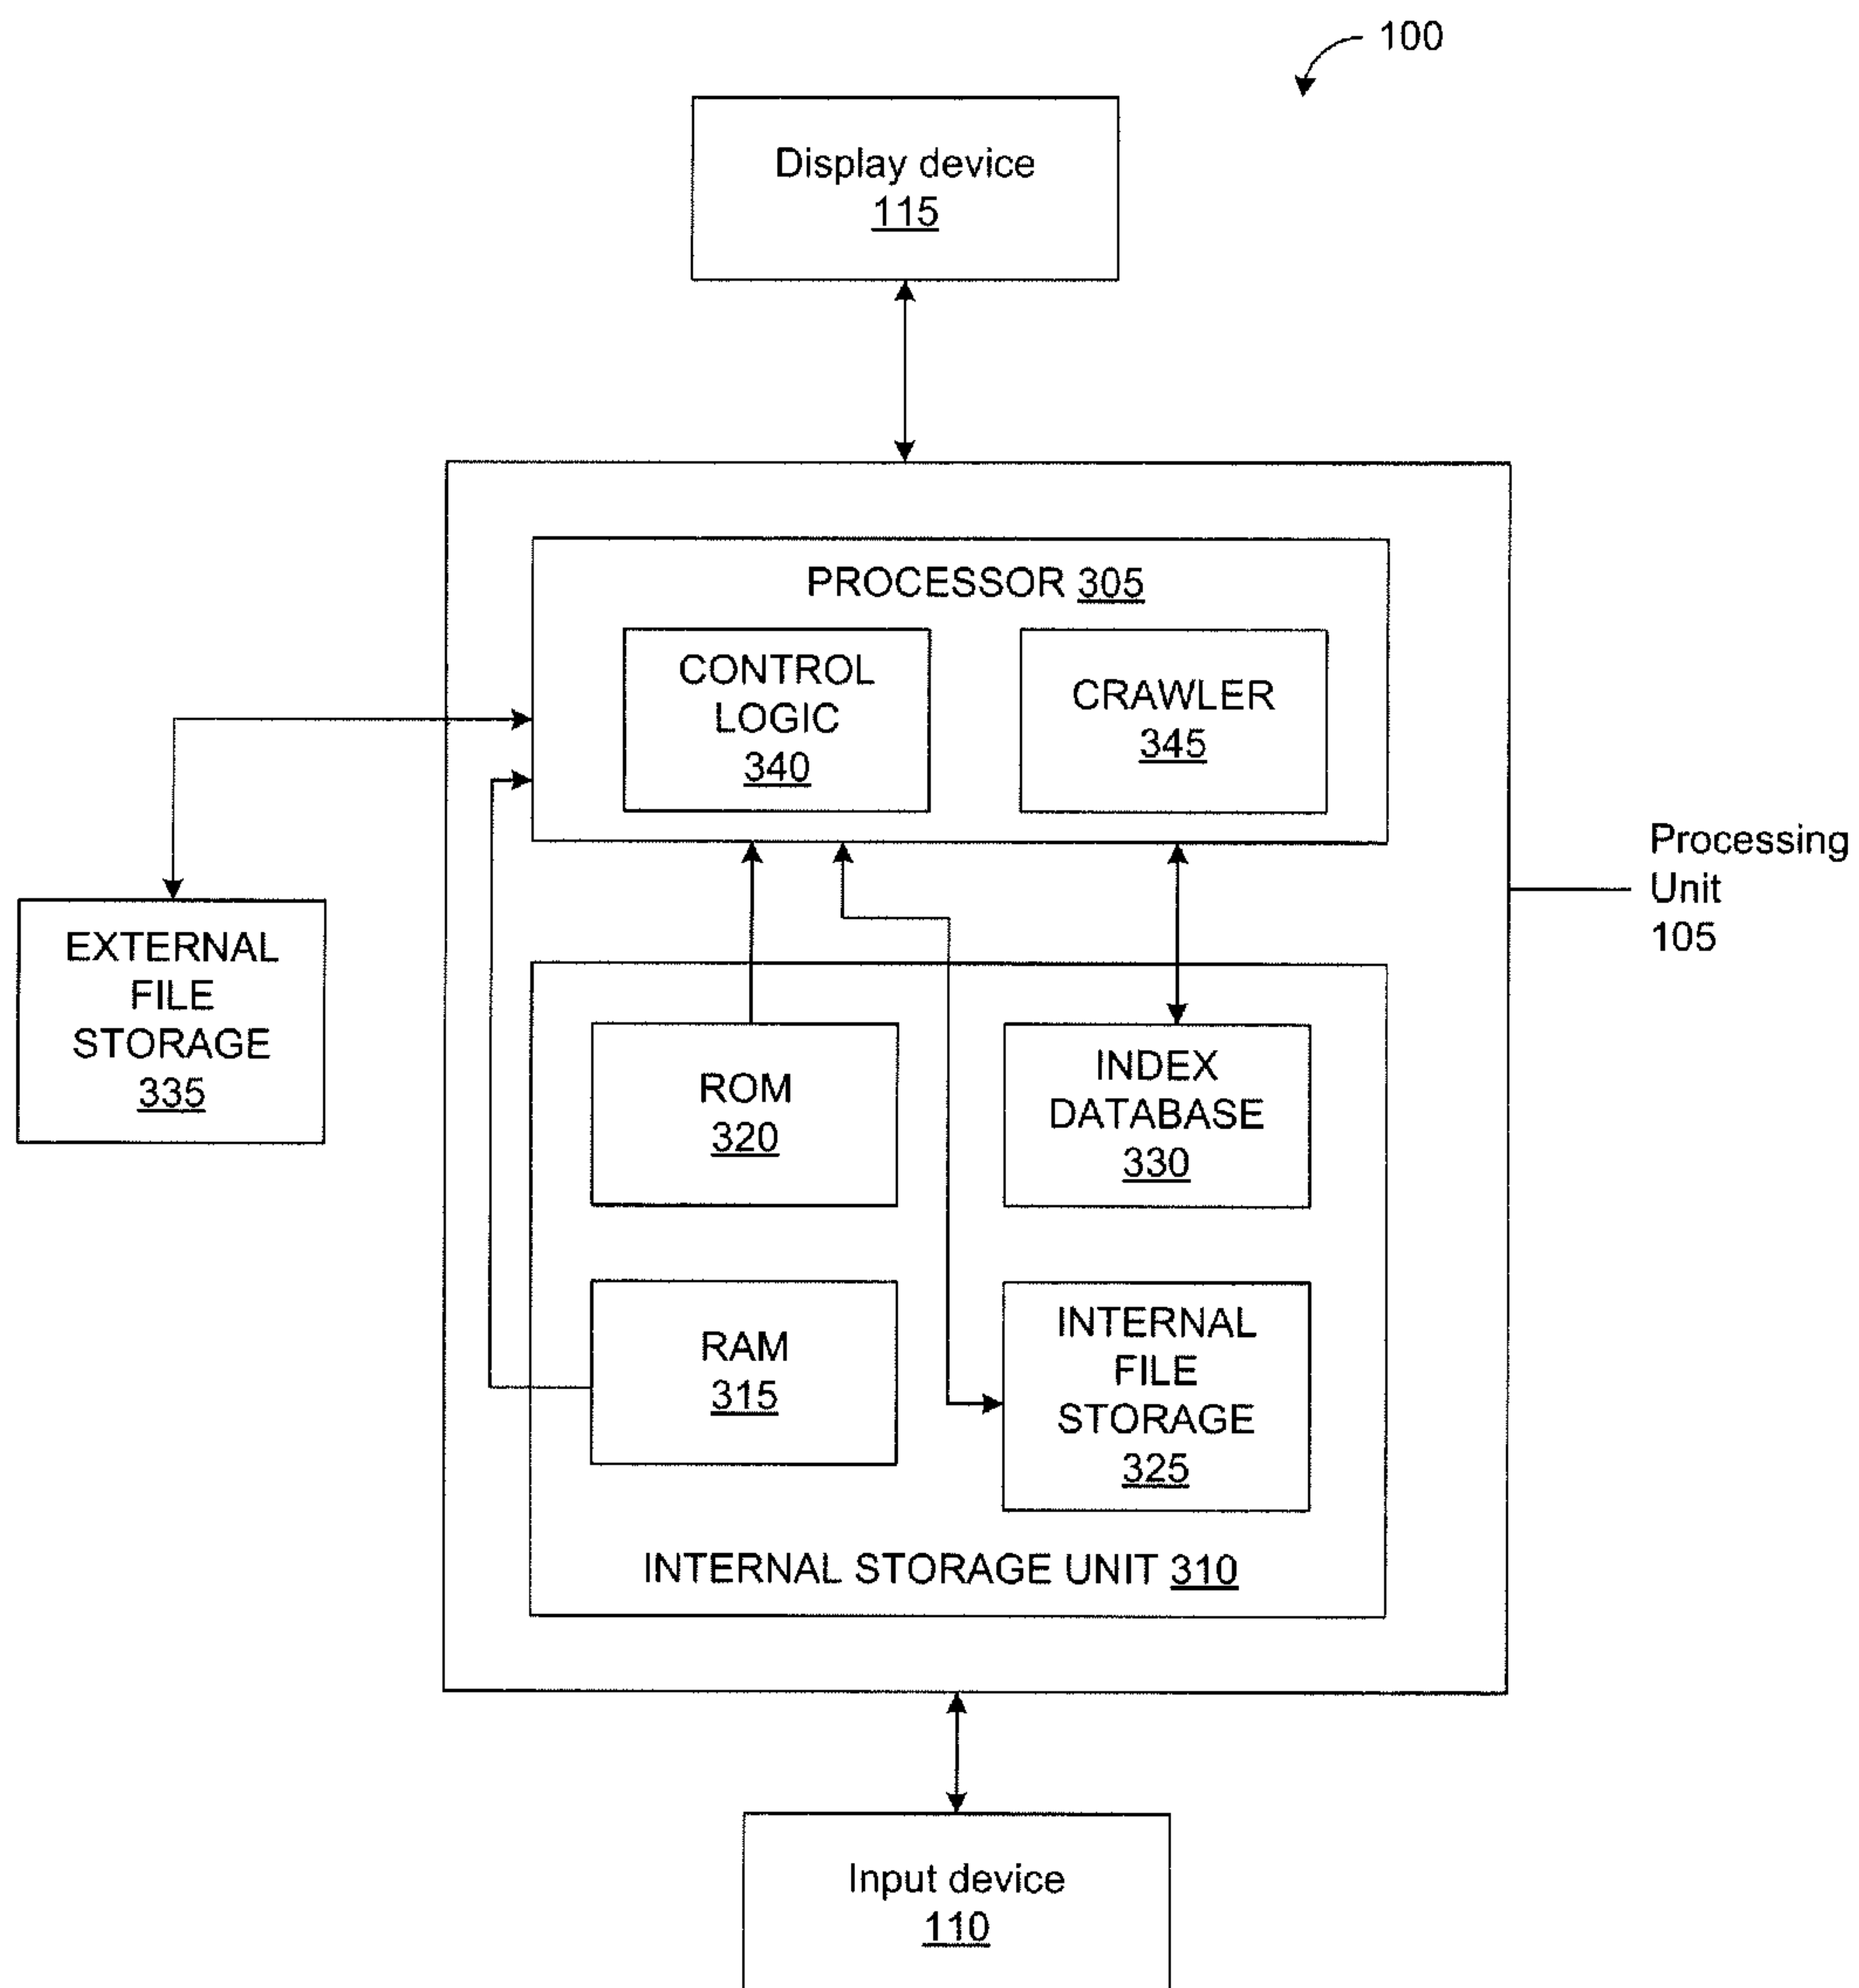 100
Display device
115
PROCESSOR 305
CONTROL
LOGIC
340
CRAWLER
345
Processing
Unit
105
EXTERNAL
FILE
STORAGE
335
ROM
320
INDEX
DATABASE
330
RAM
315
INTERNAL
FILE
STORAGE
325
INTERNAL STORAGE UNIT 310
Input device
110